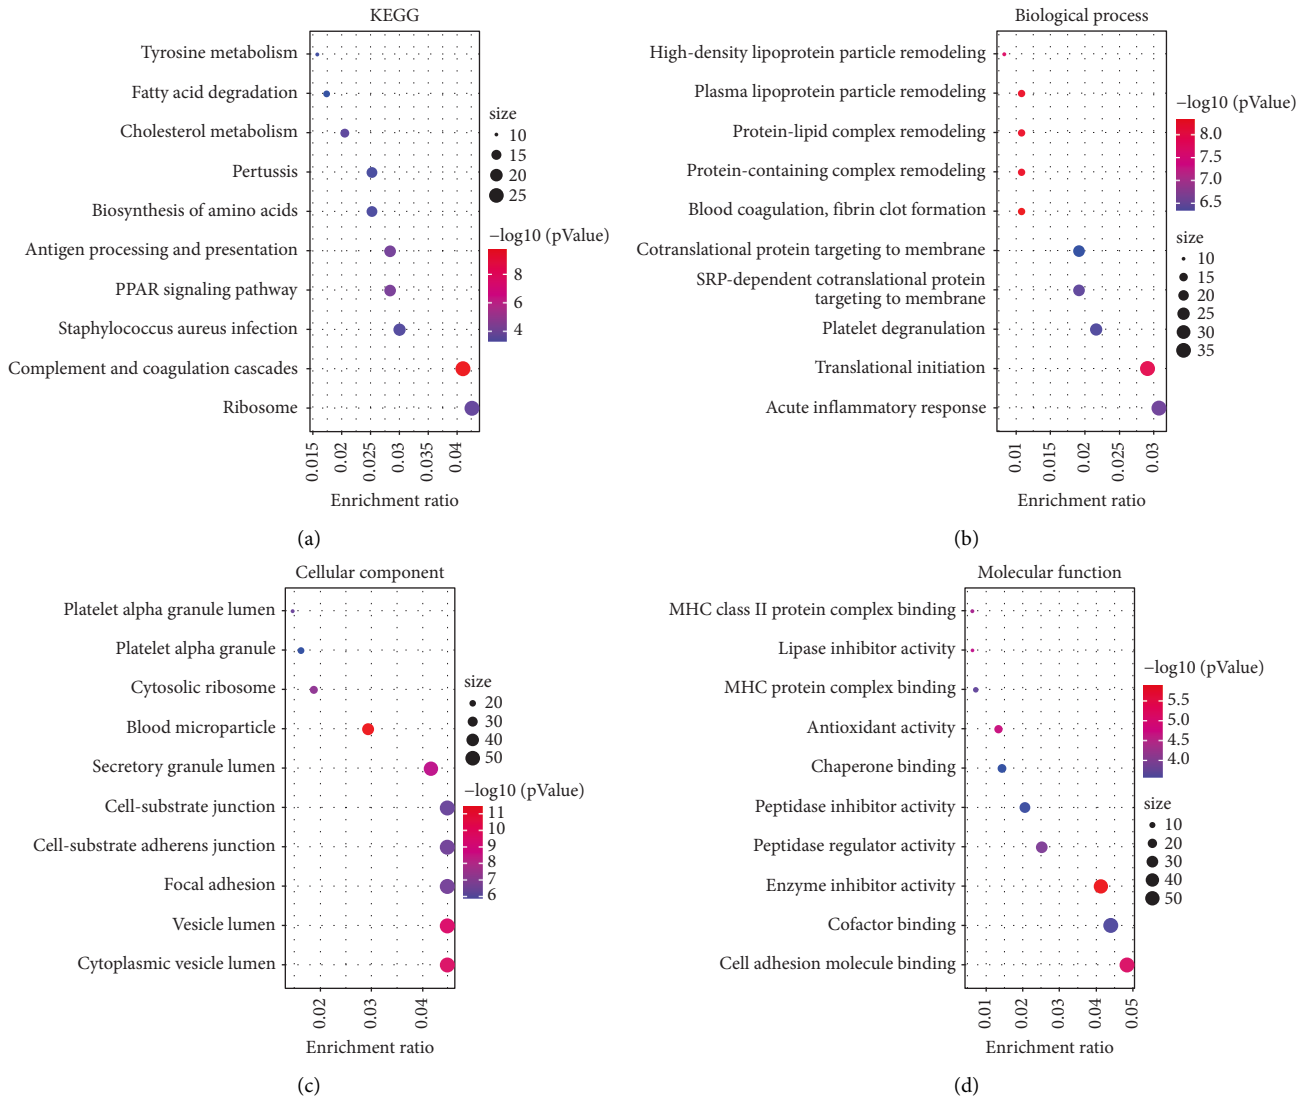 KEGG
Tyrosine metabolism
Fatty acid degradation
Cholesterol metabolism
Pertussis
Biosynthesis of amino acids
Antigen processing and presentation
PPAR signaling pathway
Staphylococcus aureus infection
Complement and coagulation cascades
Ribosome
0.015
0.02
0.025
0.03
0.035
0.04
Enrichment ratio
size
10
15
20
25
−log10 (pValue)
8
6
4
(a)
Biological process
High-density lipoprotein particle remodeling
Plasma lipoprotein particle remodeling
Protein-lipid complex remodeling
Protein-containing complex remodeling
Blood coagulation, fibrin clot formation
Cotranslational protein targeting to membrane
SRP-dependent cotranslational protein
targeting to membrane
Platelet degranulation
Translational initiation
Acute inflammatory response
0.01
0.02
0.03
Enrichment ratio
−log10 (pValue)
8.0
7.5
7.0
6.5
size
10
15
20
25
30
35
(b)
Cellular component
Platelet alpha granule lumen
Platelet alpha granule
Cytosolic ribosome
Blood microparticle
Secretory granule lumen
Cell-substrate junction
Cell-substrate adherens junction
Focal adhesion
Vesicle lumen
Cytoplasmic vesicle lumen
0.02
0.03
0.04
Enrichment ratio
size
20
30
40
50
−log10 (pValue)
11
10
9
8
7
6
(c)
Molecular function
MHC class II protein complex binding
Lipase inhibitor activity
MHC protein complex binding
Antioxidant activity
Chaperone binding
Peptidase inhibitor activity
Peptidase regulator activity
Enzyme inhibitor activity
Cofactor binding
Cell adhesion molecule binding
0.01
0.02
0.03
0.04
0.05
Enrichment ratio
−log10 (pValue)
5.5
5.0
4.5
4.0
size
10
20
30
40
50
(d)